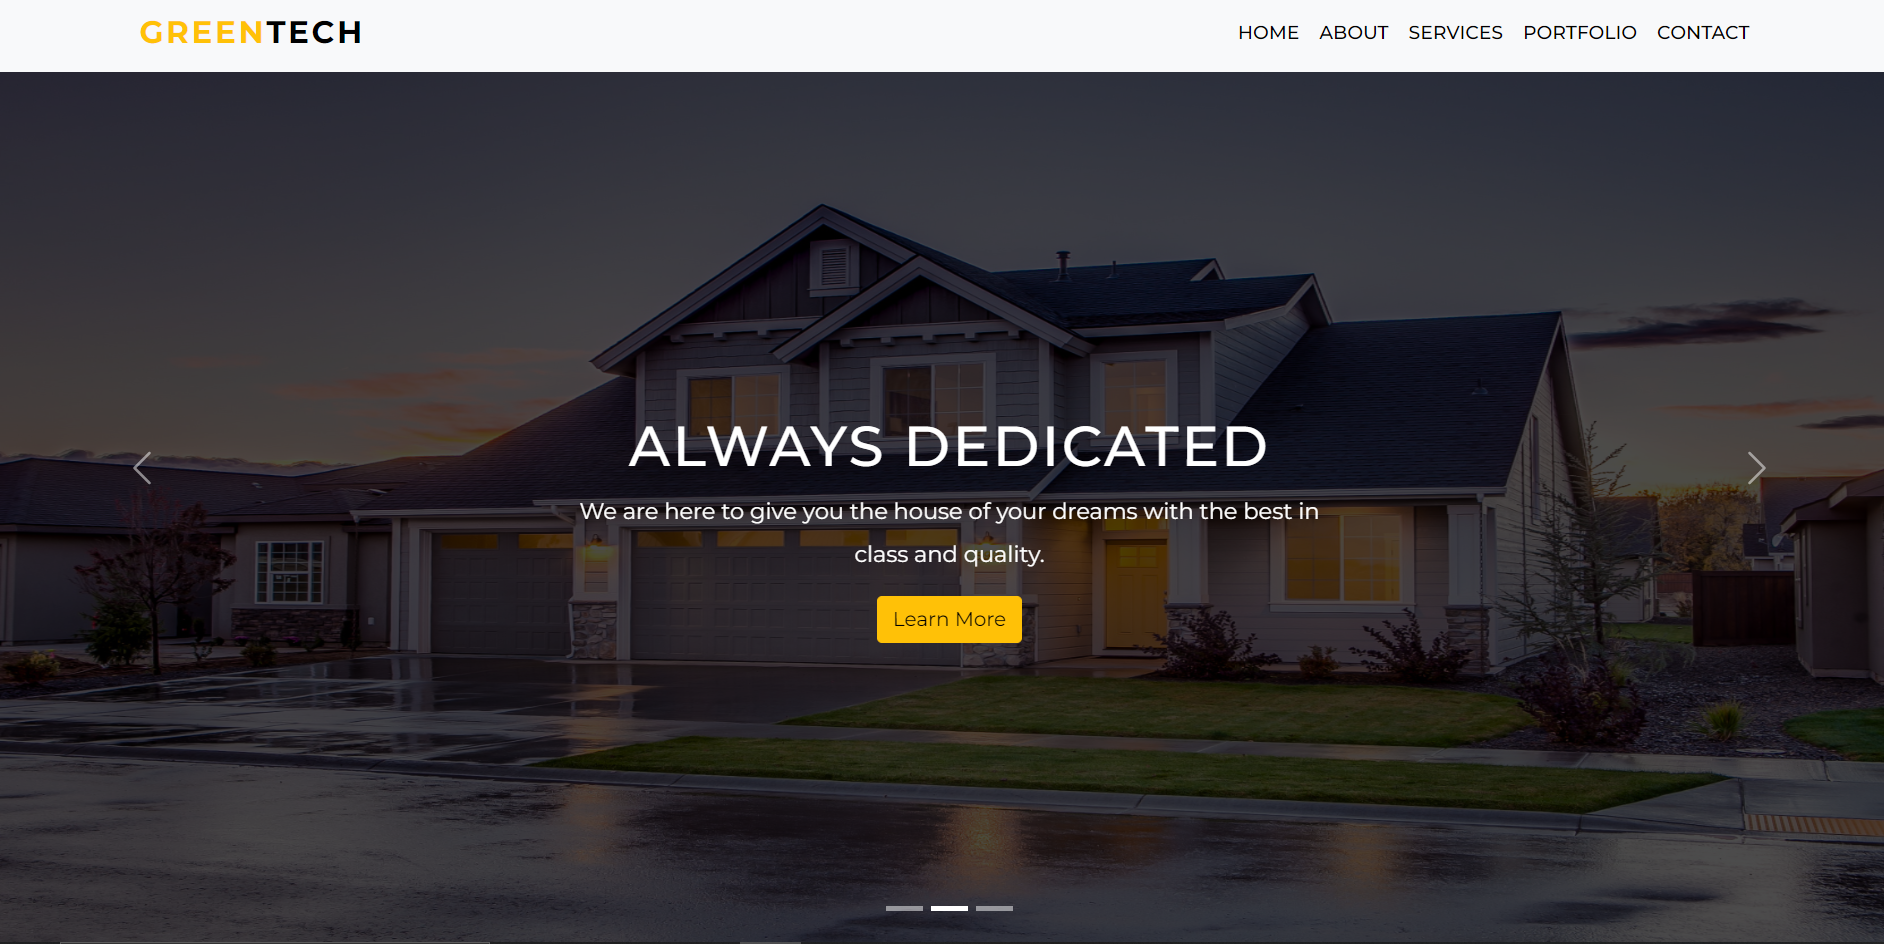 GREENTECH
HOME ABOUT SERVICES PORTFOLIO CONTACT
ALWAYS DEDICATED
We are here to give you the house of your dreams with the best in
class and quality.
Learn More